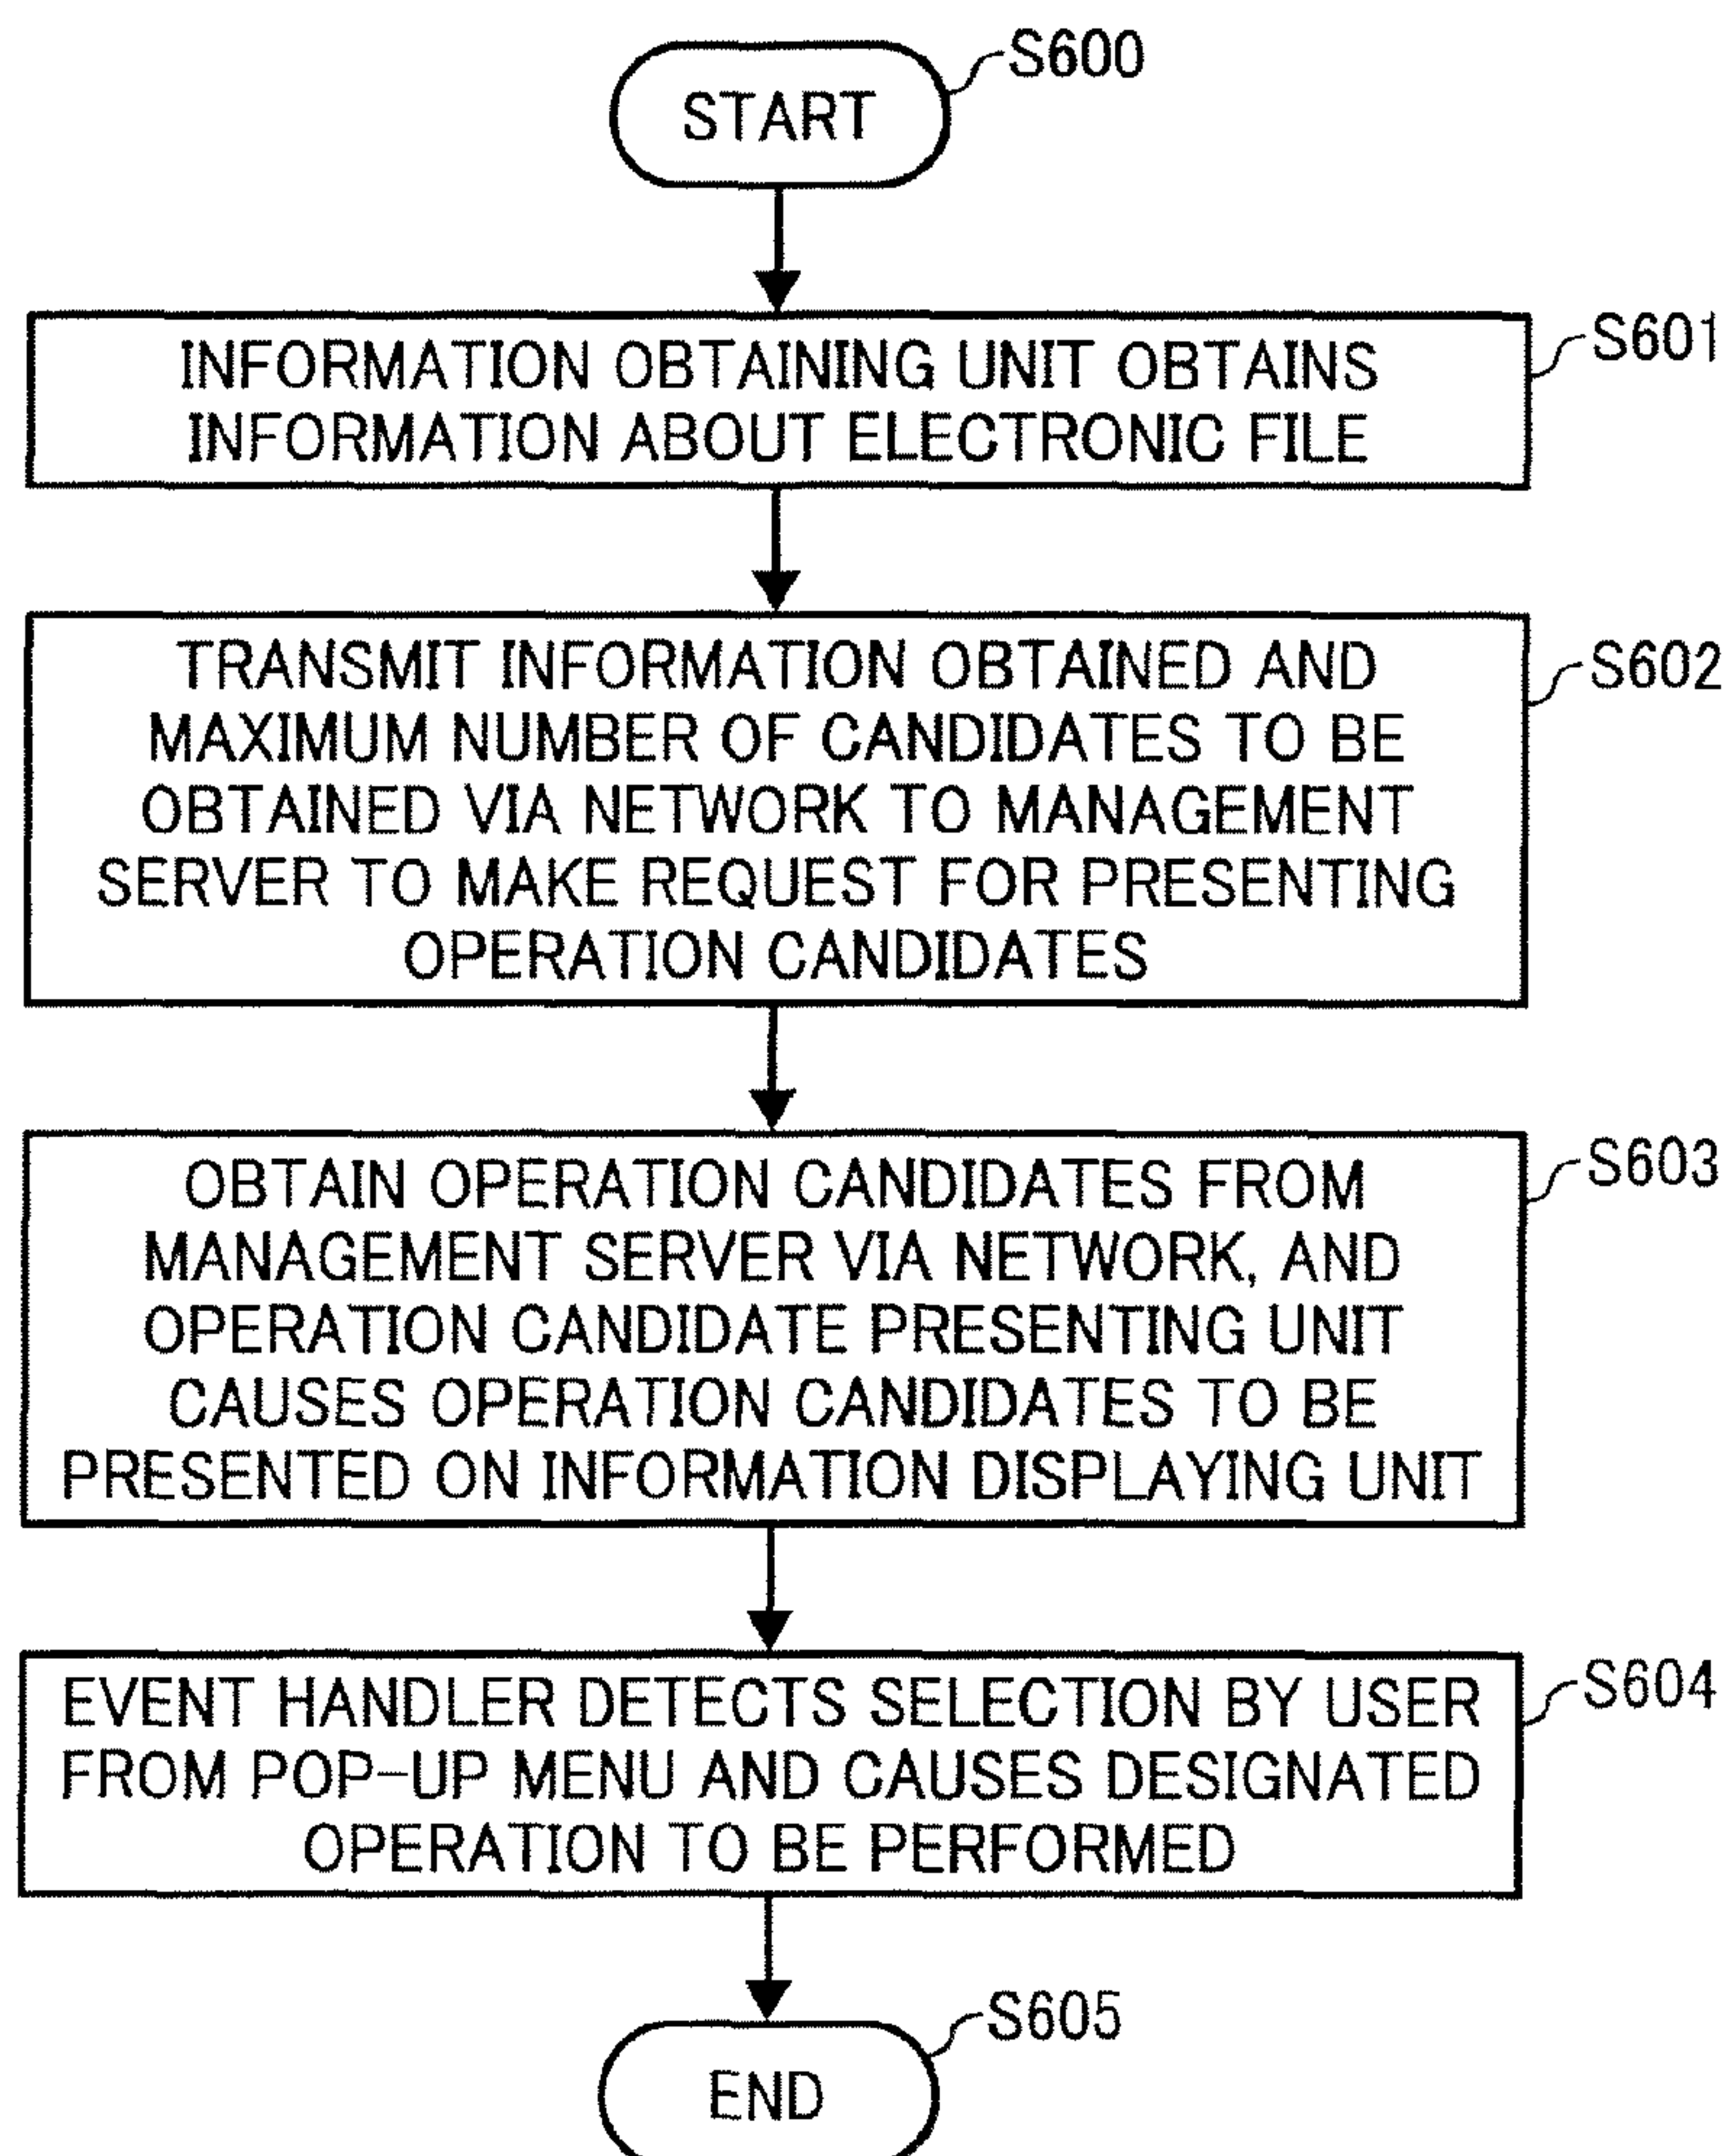 S600
START
S601
INFORMATION OBTAINING UNIT OBTAINS
INFORMATION ABOUT ELECTRONIC FILE
S602
TRANSMIT INFORMATION OBTAINED AND
MAXIMUM NUMBER OF CANDIDATES TO BE
OBTAINED VIA NETWORK TO MANAGEMENT
SERVER TO MAKE REQUEST FOR PRESENTING
OPERATION CANDIDATES
S603
OBTAIN OPERATION CANDIDATES FROM
MANAGEMENT SERVER VIA NETWORK, AND
OPERATION CANDIDATE PRESENTING UNIT
CAUSES OPERATION CANDIDATES TO BE
PRESENTED ON INFORMATION DISPLAYING UNIT
S604
EVENT HANDLER DETECTS SELECTION BY USER
FROM POP-UP MENU AND CAUSES DESIGNATED
OPERATION TO BE PERFORMED
S605
END